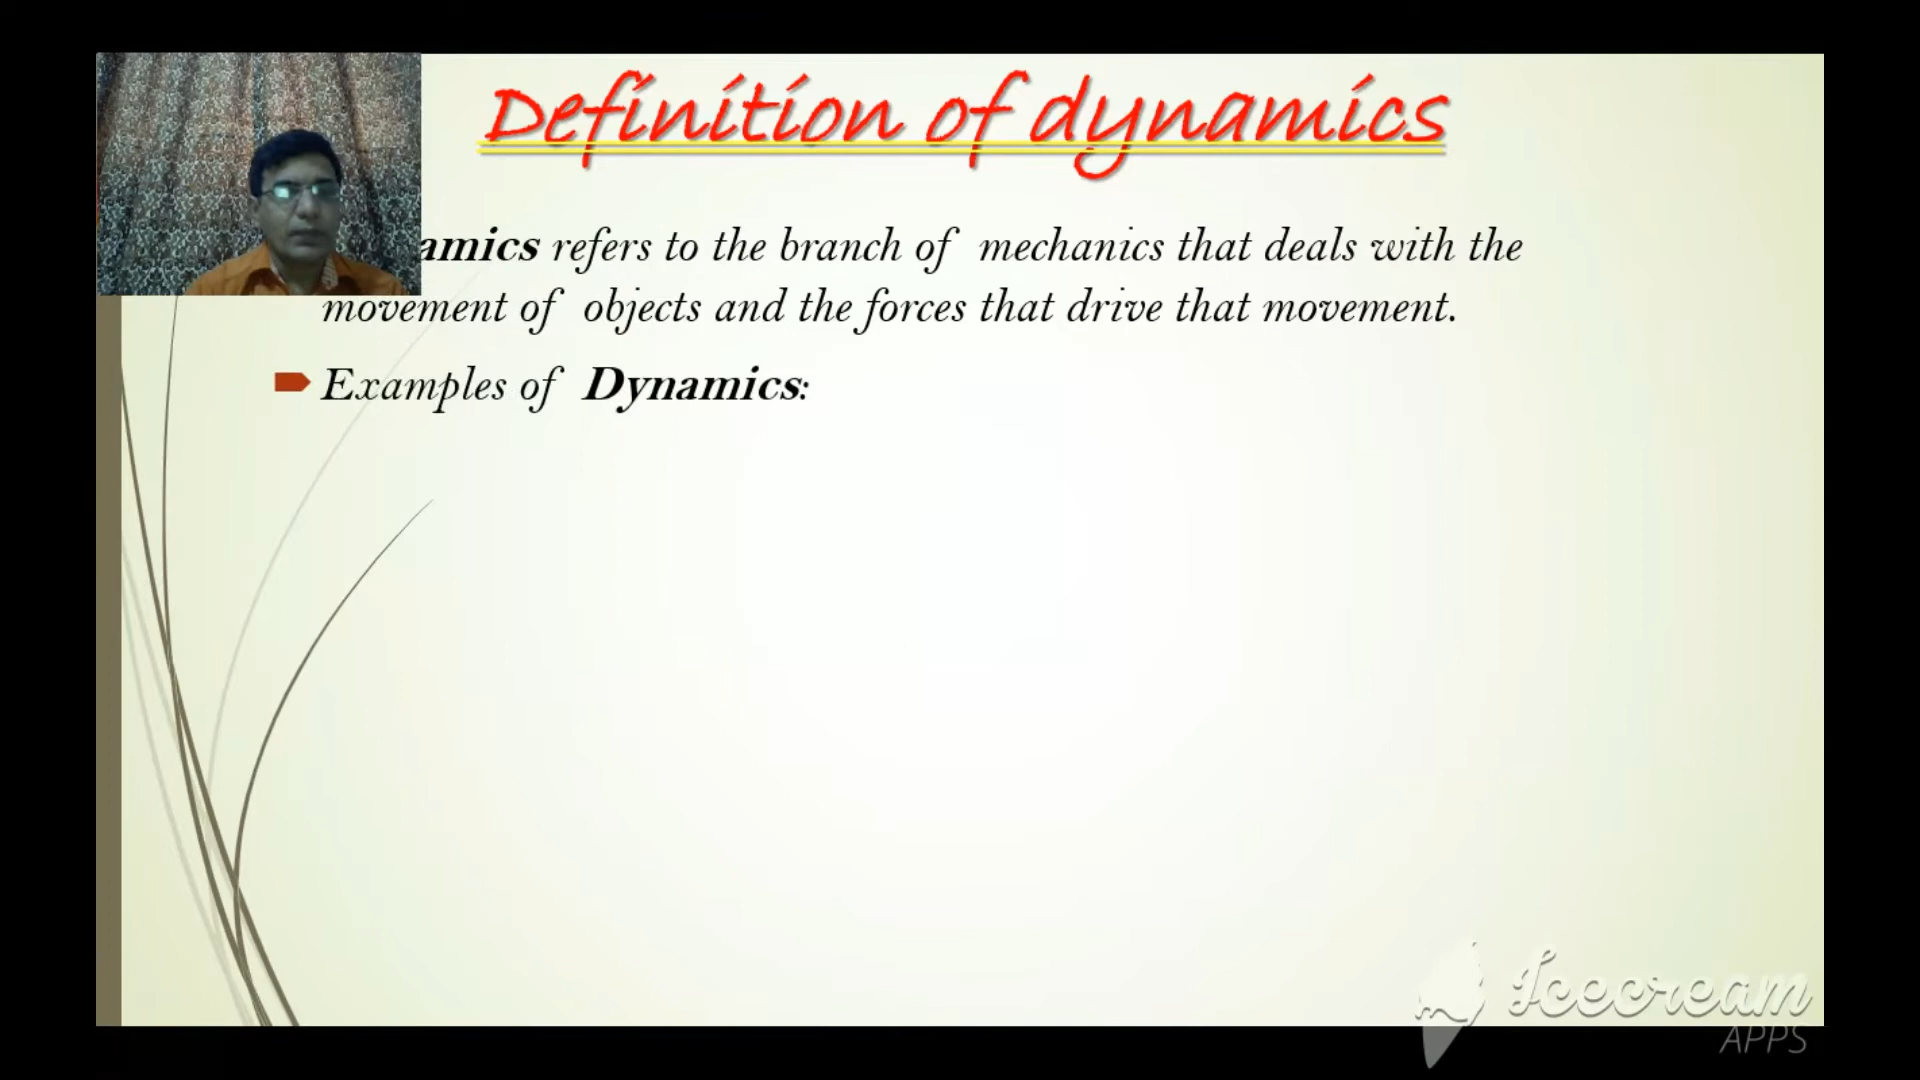 Definition of dynamics
amics refers to the branch of mechanics that deals with the
movement of objects and the forces that drive that movement.
Examples of Dynamics:
Icecream
APPS